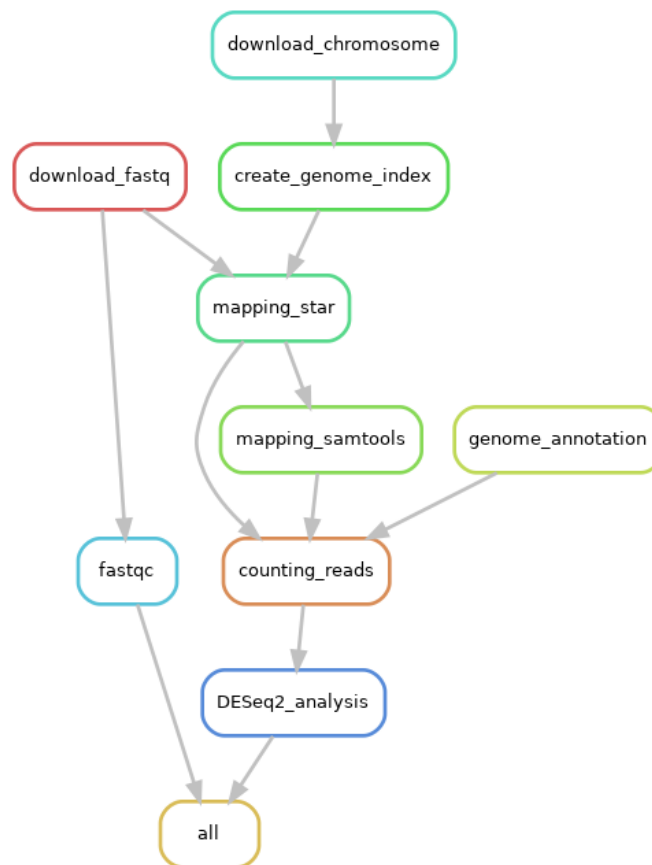 download_chromosome
download_fastq
create_genome_index
mapping_star
mapping_samtools
genome_annotation
fastqc
counting_reads
DESeq2_analysis
all